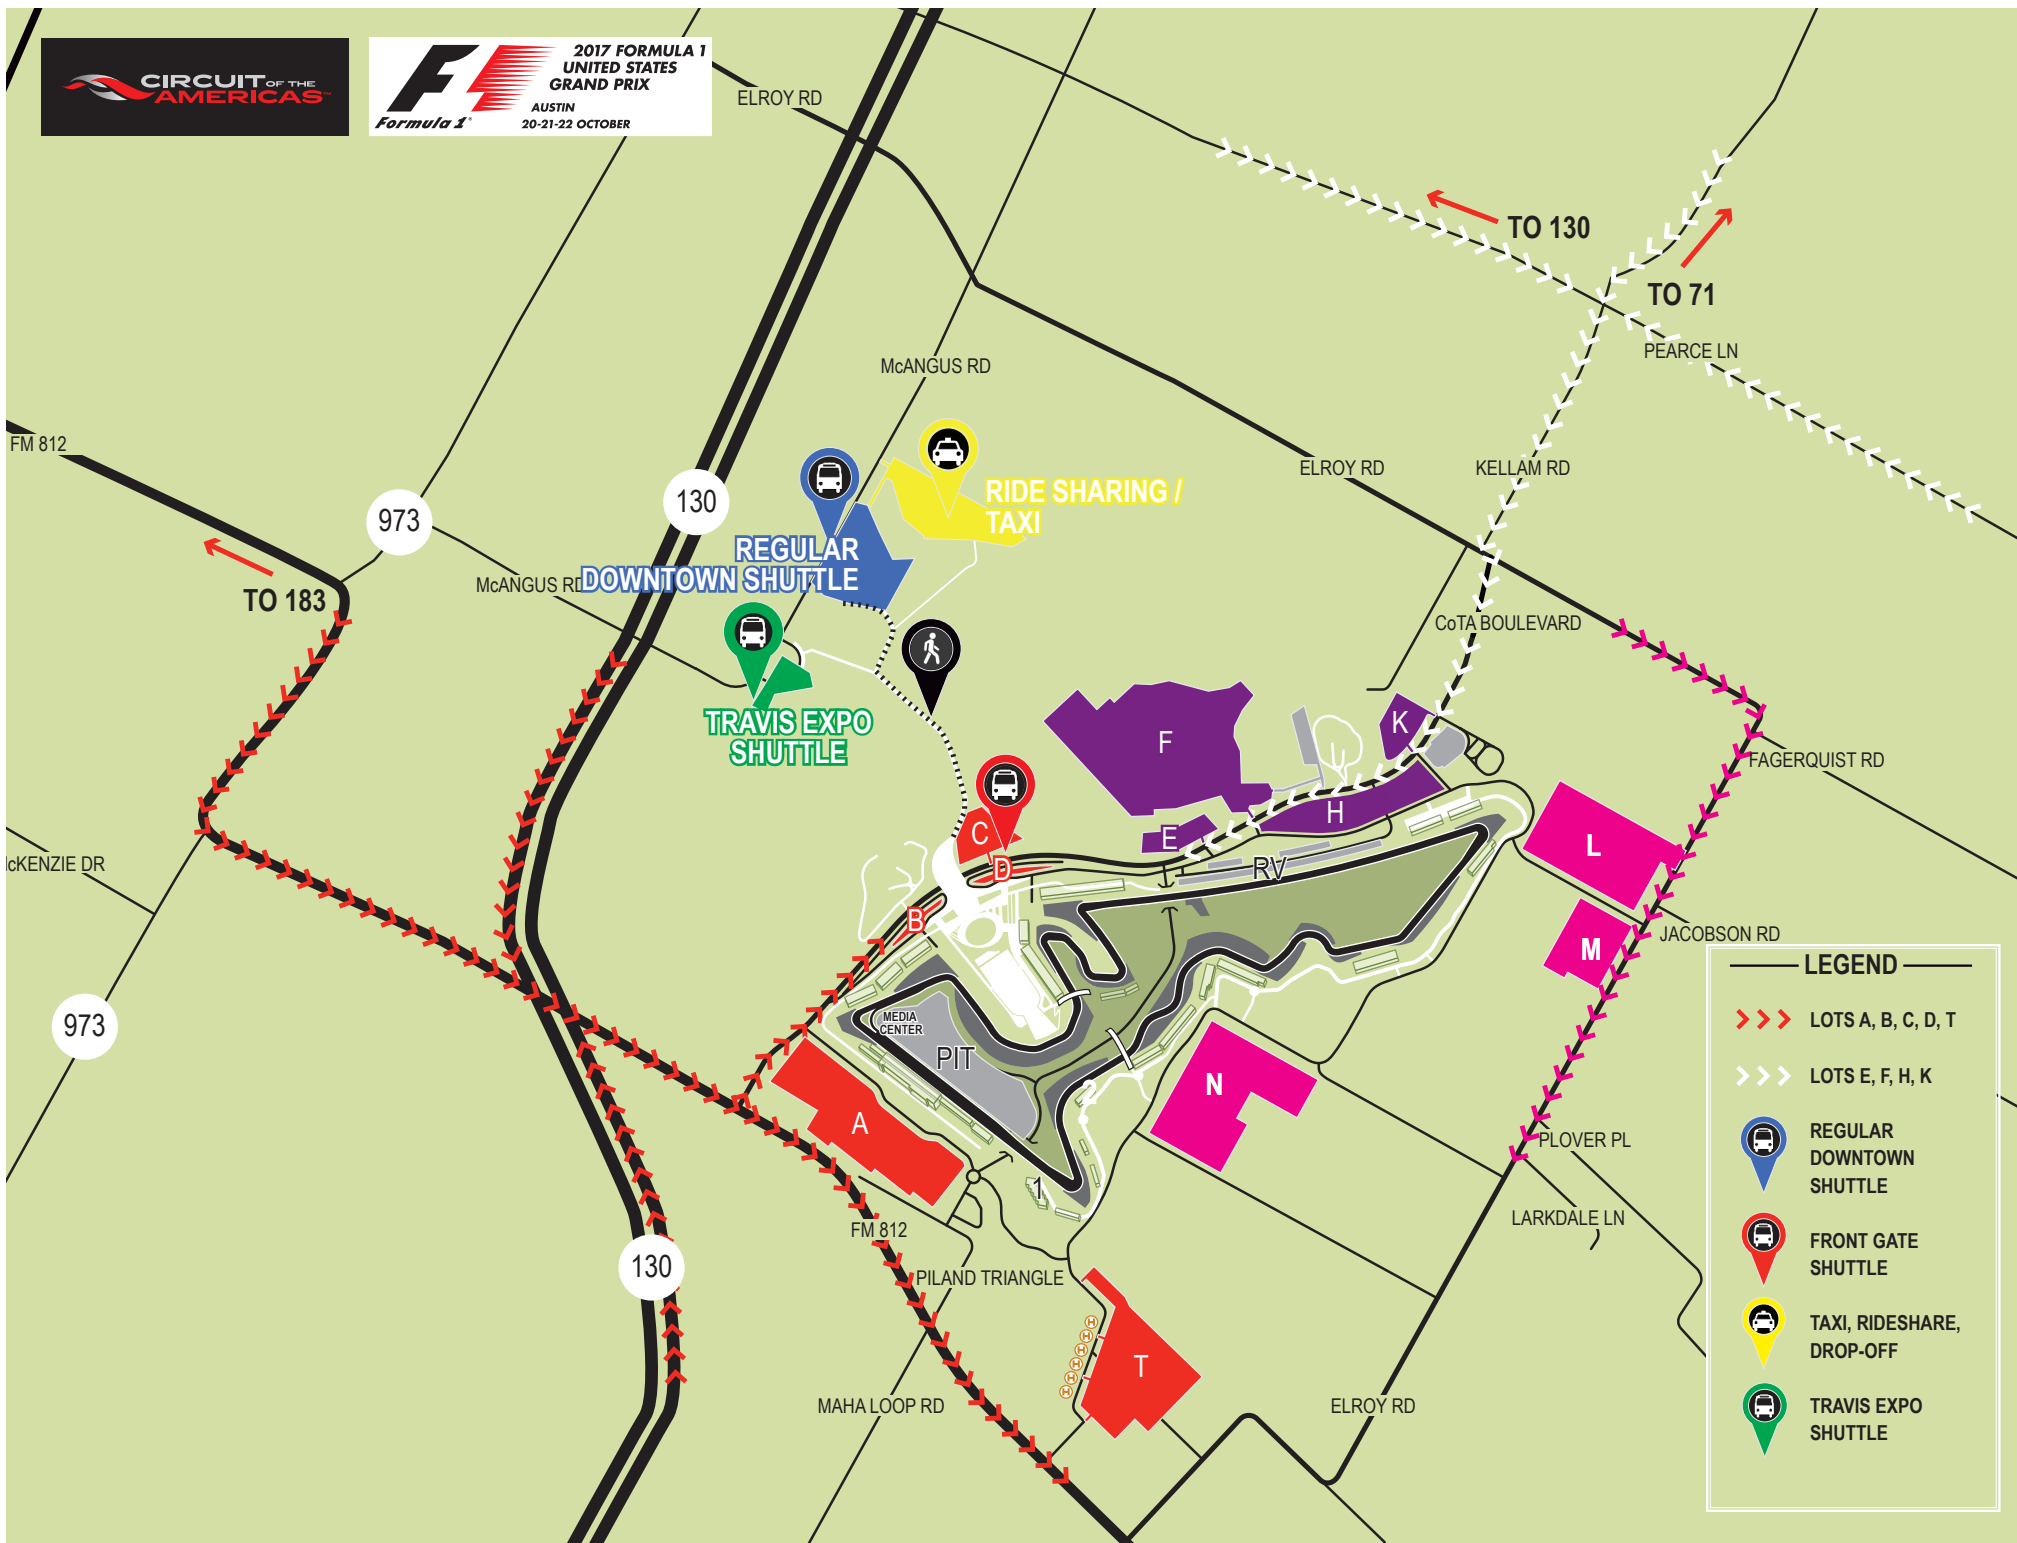 CIRCUIT OF THE
AMERICAS™
Formula 1®
2017 FORMULA 1
UNITED STATES
GRAND PRIX
AUSTIN
20-21-22 OCTOBER
ELROY RD
TO 130
TO 71
PEARCE LN
McANGUS RD
FM 812
973
130
ELROY RD
KELLAM RD
RIDE SHARING /
TAXI
REGULAR
DOWNTOWN SHUTTLE
McANGUS RD
TO 183
CoTA BOULEVARD
TRAVIS EXPO
SHUTTLE
F
K
FAGERQUIST RD
H
E
C
D
RV
L
B
M
JACOBSON RD
cKENZIE DR
973
MEDIA
CENTER
PIT
A
N
1
PLOVER PL
LARKDALE LN
FM 812
130
PILAND TRIANGLE
H
H
H
H
H
H
T
MAHA LOOP RD
ELROY RD
LEGEND
LOTS A, B, C, D, T
LOTS E, F, H, K
REGULAR
DOWNTOWN
SHUTTLE
FRONT GATE
SHUTTLE
TAXI, RIDESHARE,
DROP-OFF
TRAVIS EXPO
SHUTTLE